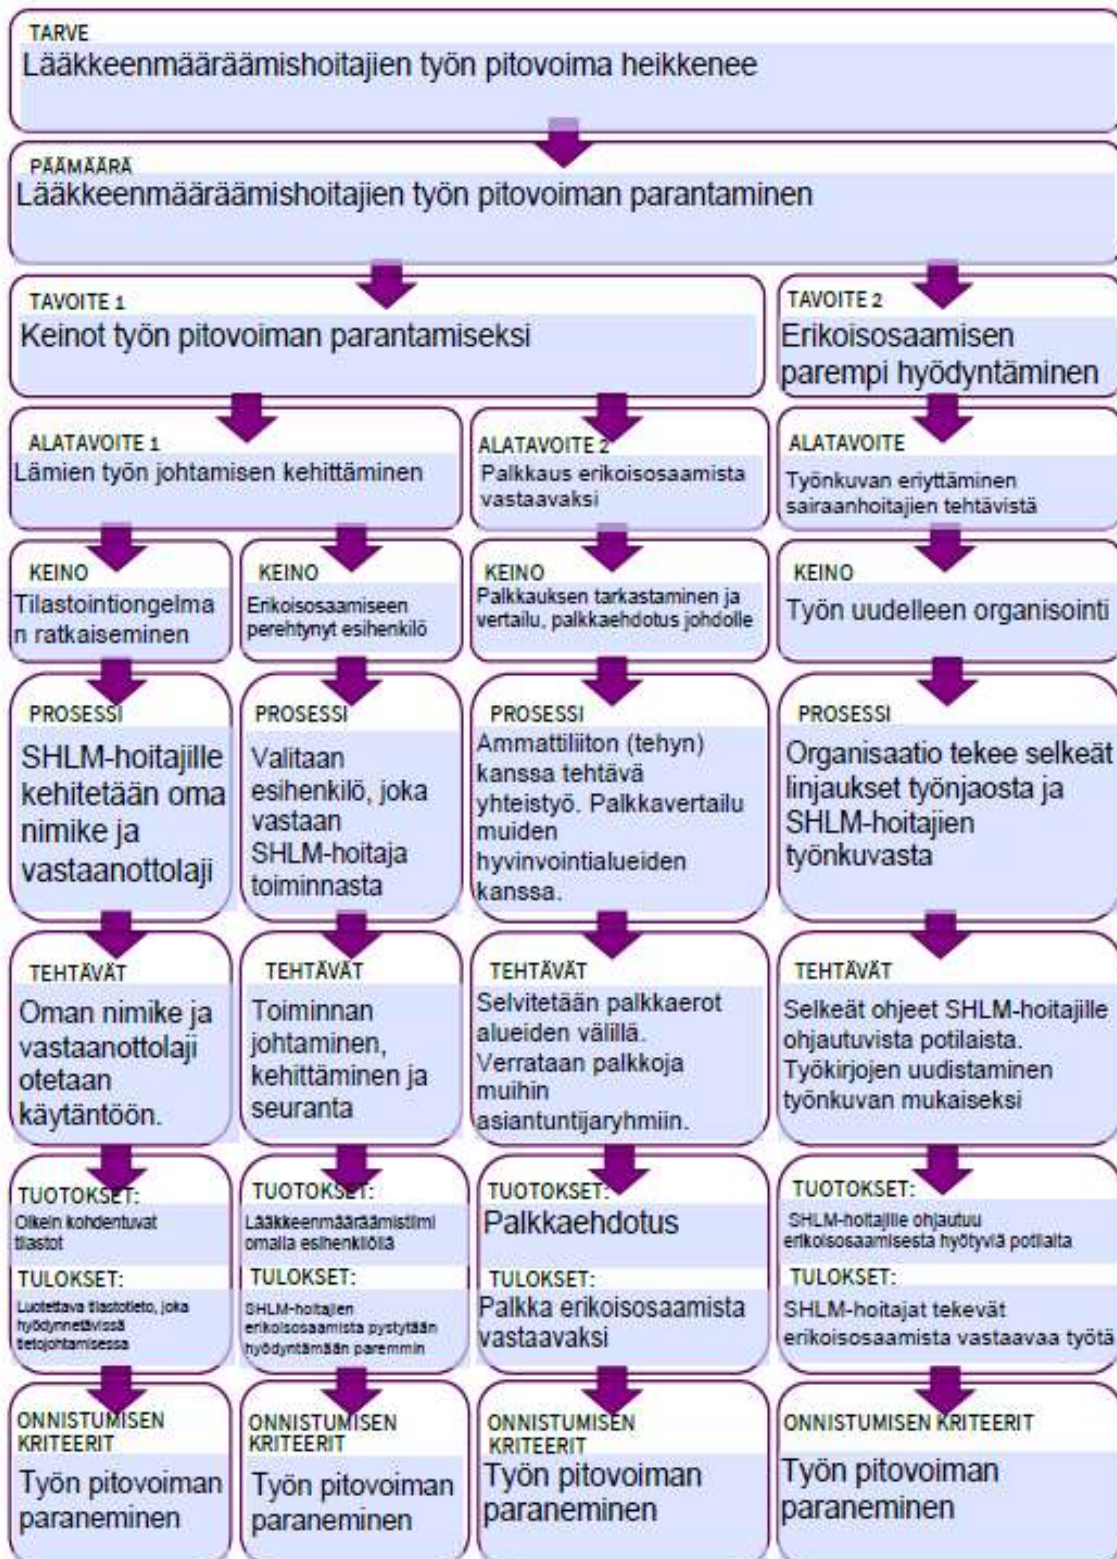 TARVE
Lääkkeenmääräämishoitajien työn pitovoima heikkenee
PÄÄMÄÄRÄ
Lääkkeenmääräämishoitajien työn pitovoiman parantaminen
TAVOITE 1
Keinot työn pitovoiman parantamiseksi
TAVOITE 2
Erikoisosaamisen
parempi hyödyntäminen
ALATAVOITE 1
Lämien työn johtamisen kehittäminen
ALATAVOITE 2
Palkkaus erikoisosaamista
vastaavaksi
ALATAVOITE
Työnkuvan eriyttäminen
sairaanhoitajien tehtävistä
KEINO
Tilastointiongelma
n ratkaiseminen
KEINO
Erikoisosaamiseen
perehtynyt esihenkilö
KEINO
Palkkauksen tarkastaminen ja
vertailu, palkkaehdotus johdolle
KEINO
Työn uudelleen organisointi
PROSESSI
SHLM-hoitajille
kehitetään oma
nimike ja
vastaanottolaji
PROSESSI
Valitaan
esihenkilö, joka
vastaan
SHLM-hoitaja
toiminnasta
PROSESSI
Ammattiliiton (tehyn)
kanssa tehtävä
yhteistyö. Palkkavertailu
muiden
hyvinvointialueiden
kanssa.
PROSESSI
Organisaatio tekee selkeät
linjaukset työnjaosta ja
SHLM-hoitajien
työnkuvasta
TEHTÄVÄT
Oman nimike ja
vastaanottolaji
otetaan
käytäntöön.
TEHTÄVÄT
Toiminnan
johtaminen,
kehittäminen ja
seuranta
TEHTÄVÄT
Selvitetään palkkaerot
alueiden välillä.
Verrataan palkkoja
muihin
asiantuntijaryhmiin.
TEHTÄVÄT
Selkeät ohjeet SHLM-hoitajille
ohjautuvista potilaista.
Työkirjojen uudistaminen
työnkuvan mukaiseksi
TUOTOKSET:
Oikein kohdentuvat
tilastot
TULOKSET:
Luotettava tilastotieto, joka
hyödynnetävissä
tietojohtamisessa
TUOTOKSET:
Lääkkeenmääräämistiimi
omalla esihenkilöllä
TULOKSET:
SHLM-hoitajien
erikoisosaamista pystytään
hyödyntämään paremmin
TUOTOKSET:
Palkkaehdotus
TULOKSET:
Palkka erikoisosaamista
vastaavaksi
TUOTOKSET:
SHLM-hoitajille ohjautuu
erikoisosaamisesta hyötyviä potilaita
TULOKSET:
SHLM-hoitajat tekevät
erikoisosaamista vastaavaa työtä
ONNISTUMISEN
KRITEERIT
Työn pitovoiman
paraneminen
ONNISTUMISEN
KRITEERIT
Työn pitovoiman
paraneminen
ONNISTUMISEN
KRITEERIT
Työn pitovoiman
paraneminen
ONNISTUMISEN KRITEERIT
Työn pitovoiman
paraneminen